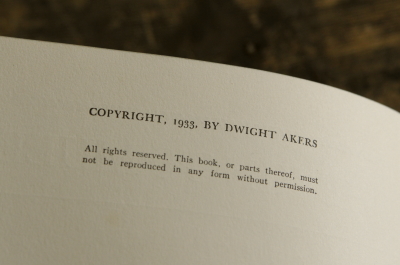 COPYRIGHT, 1933, BY DWIGHT AKERS
All rights reserved. This book, or parts thereof, must
not be reproduced in any form without permission.